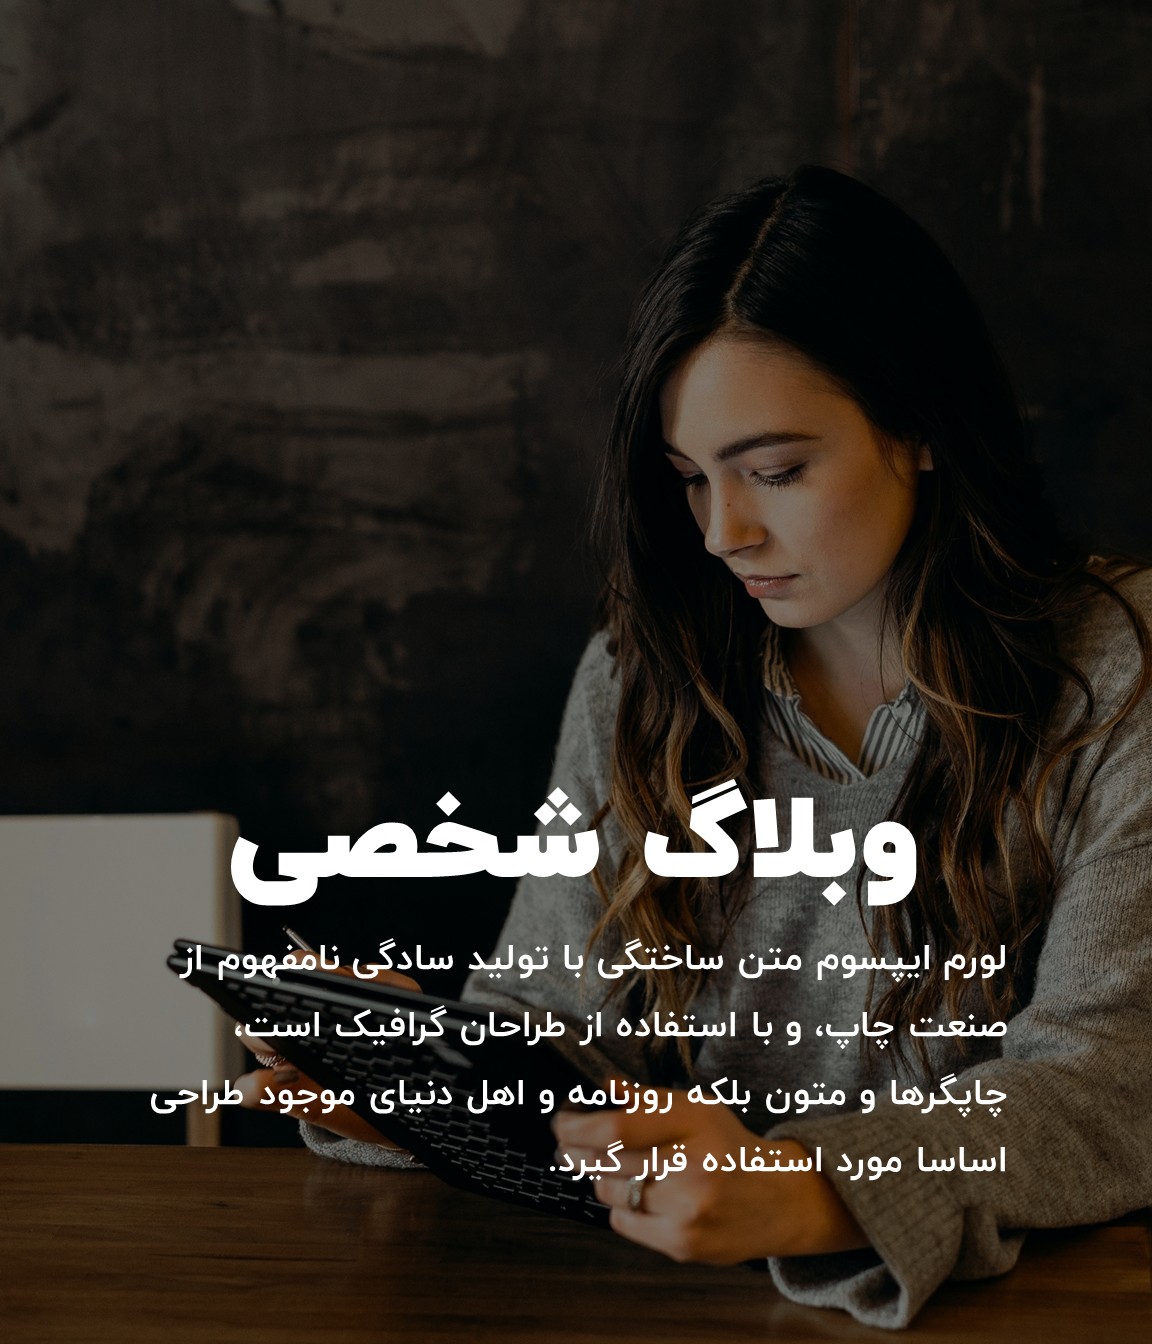 وبلاگ شخصی
لورم ایپسوم متن ساختگی با تولید سادگی نامفهوم از
صنعت چاپ، و با استفاده از طراحان گرافیک است،
چاپگرها و متون بلکه روزنامه و اهل دنیای موجود طراحی
اساسا مورد استفاده قرار گیرد.